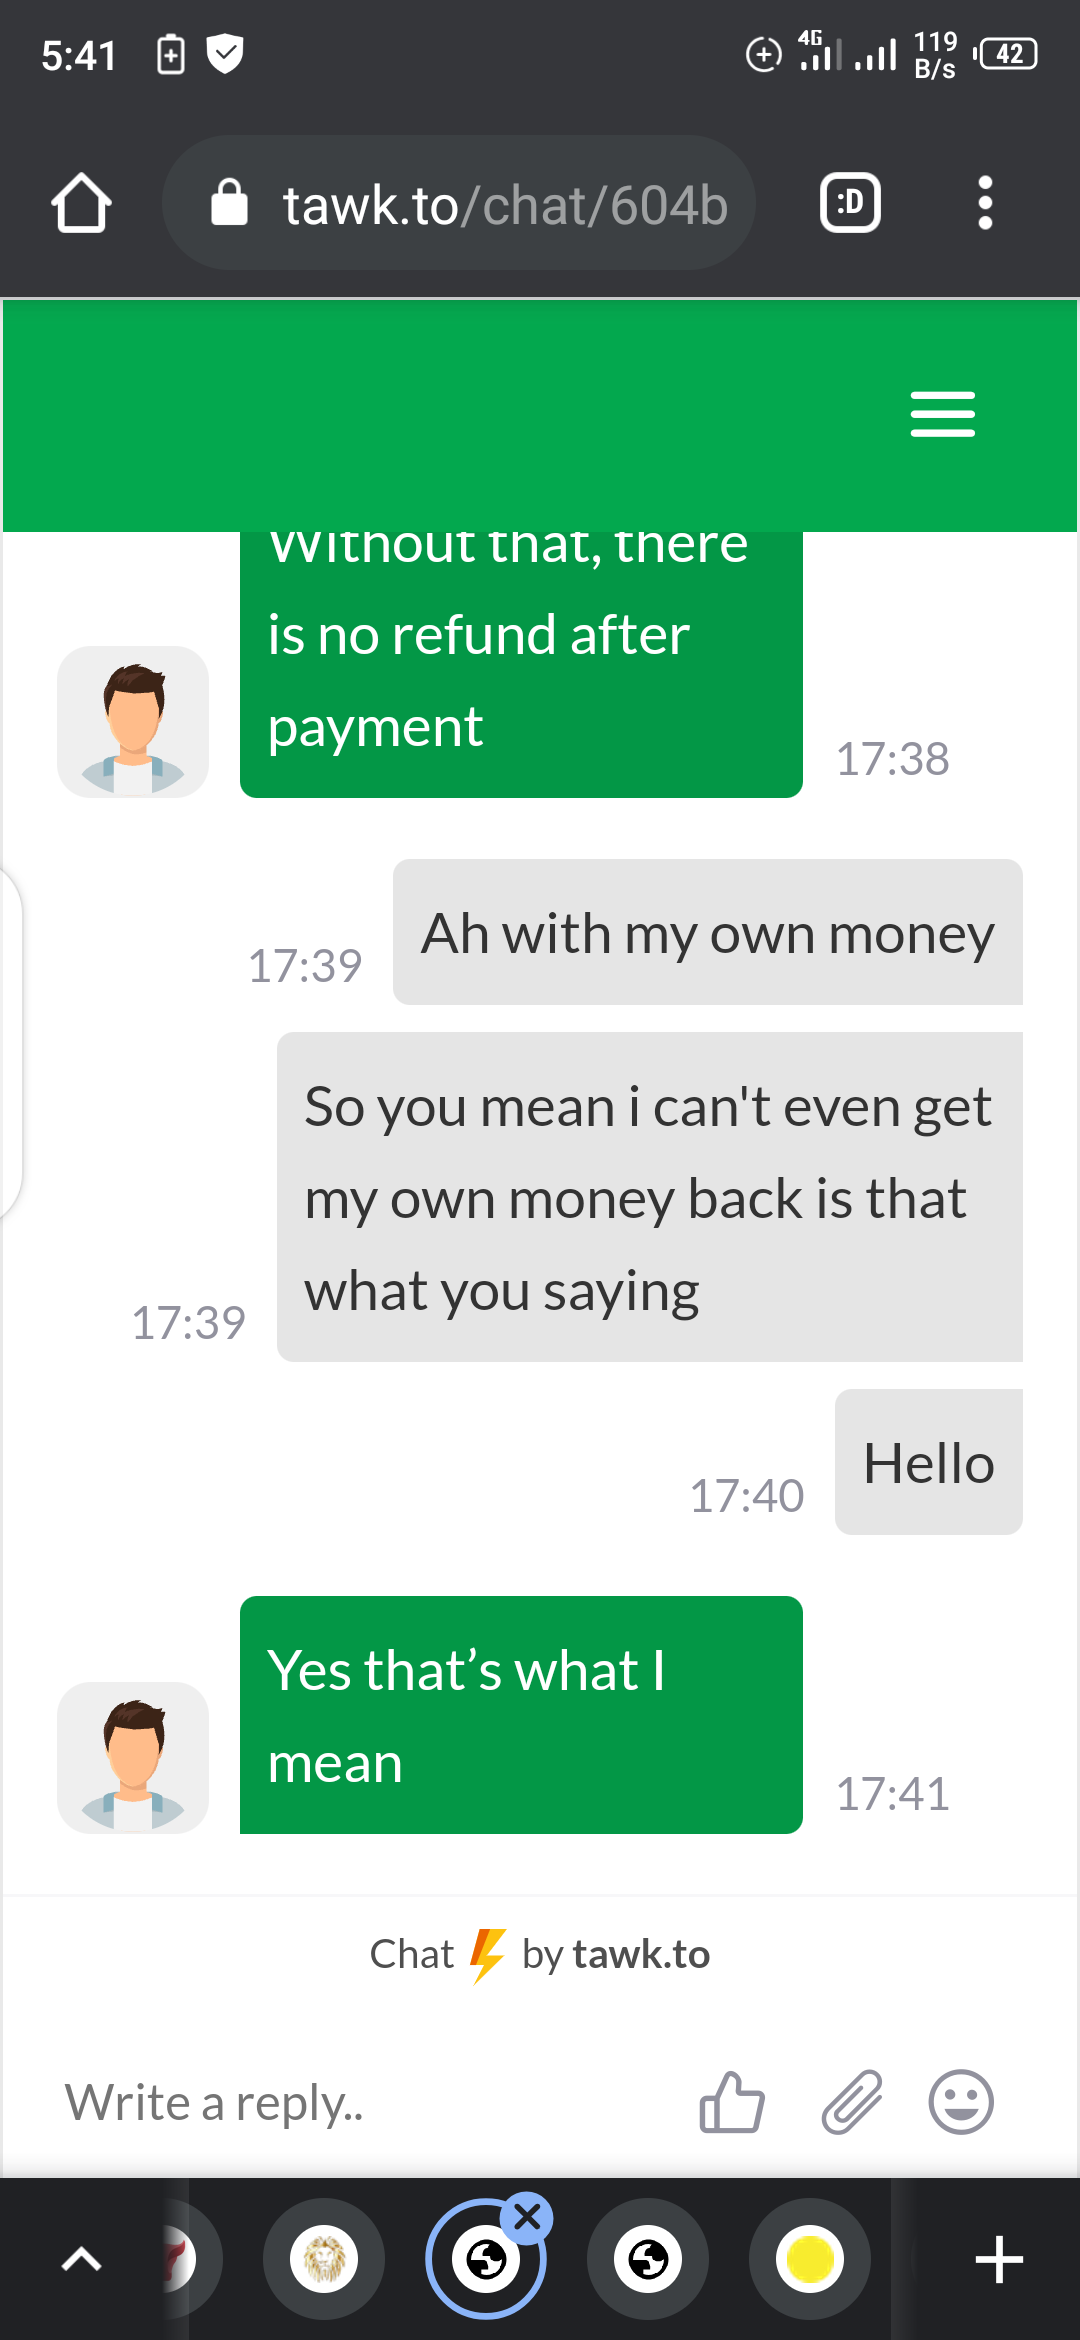 5:41
4G
119
B/s
42
tawk.to/chat/604b
:D
Without that, there
is no refund after
payment
17:38
Ah with my own money
17:39
So you mean i can't even get
my own money back is that
what you saying
17:39
Hello
17:40
Yes that’s what I
mean
17:41
Chat by tawk.to
Write a reply..